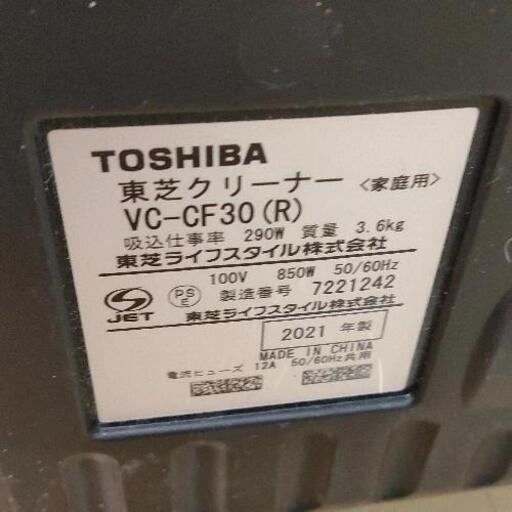 TOSHIBA
東芝クリーナー 〈家庭用〉
VC-CF30(R)
吸込仕事率 290W 質量 3.6kg
東芝ライフスタイル株式会社
100V 850W 50/60Hz
JET PSE 製造番号 7221242
東芝ライフスタイル株式会社
2021 年製
MADE IN CHINA
電流ヒューズ 12A 50/60Hz共用